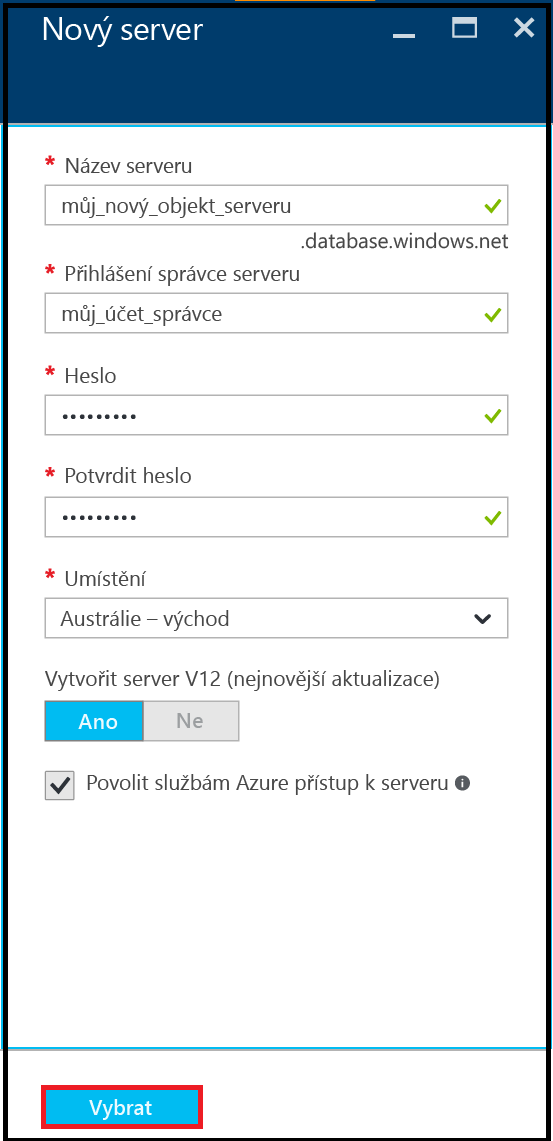 Nový server
* Název serveru
můj_nový_objekt_serveru
.database.windows.net
* Přihlášení správce serveru
můj_účet_správce
* Heslo
•••••••••
* Potvrdit heslo
•••••••••
* Umístění
Austrálie – východ
Vytvořit server V12 (nejnovější aktualizace)
Ano Ne
Povolit službám Azure přístup k serveru
Vybrat